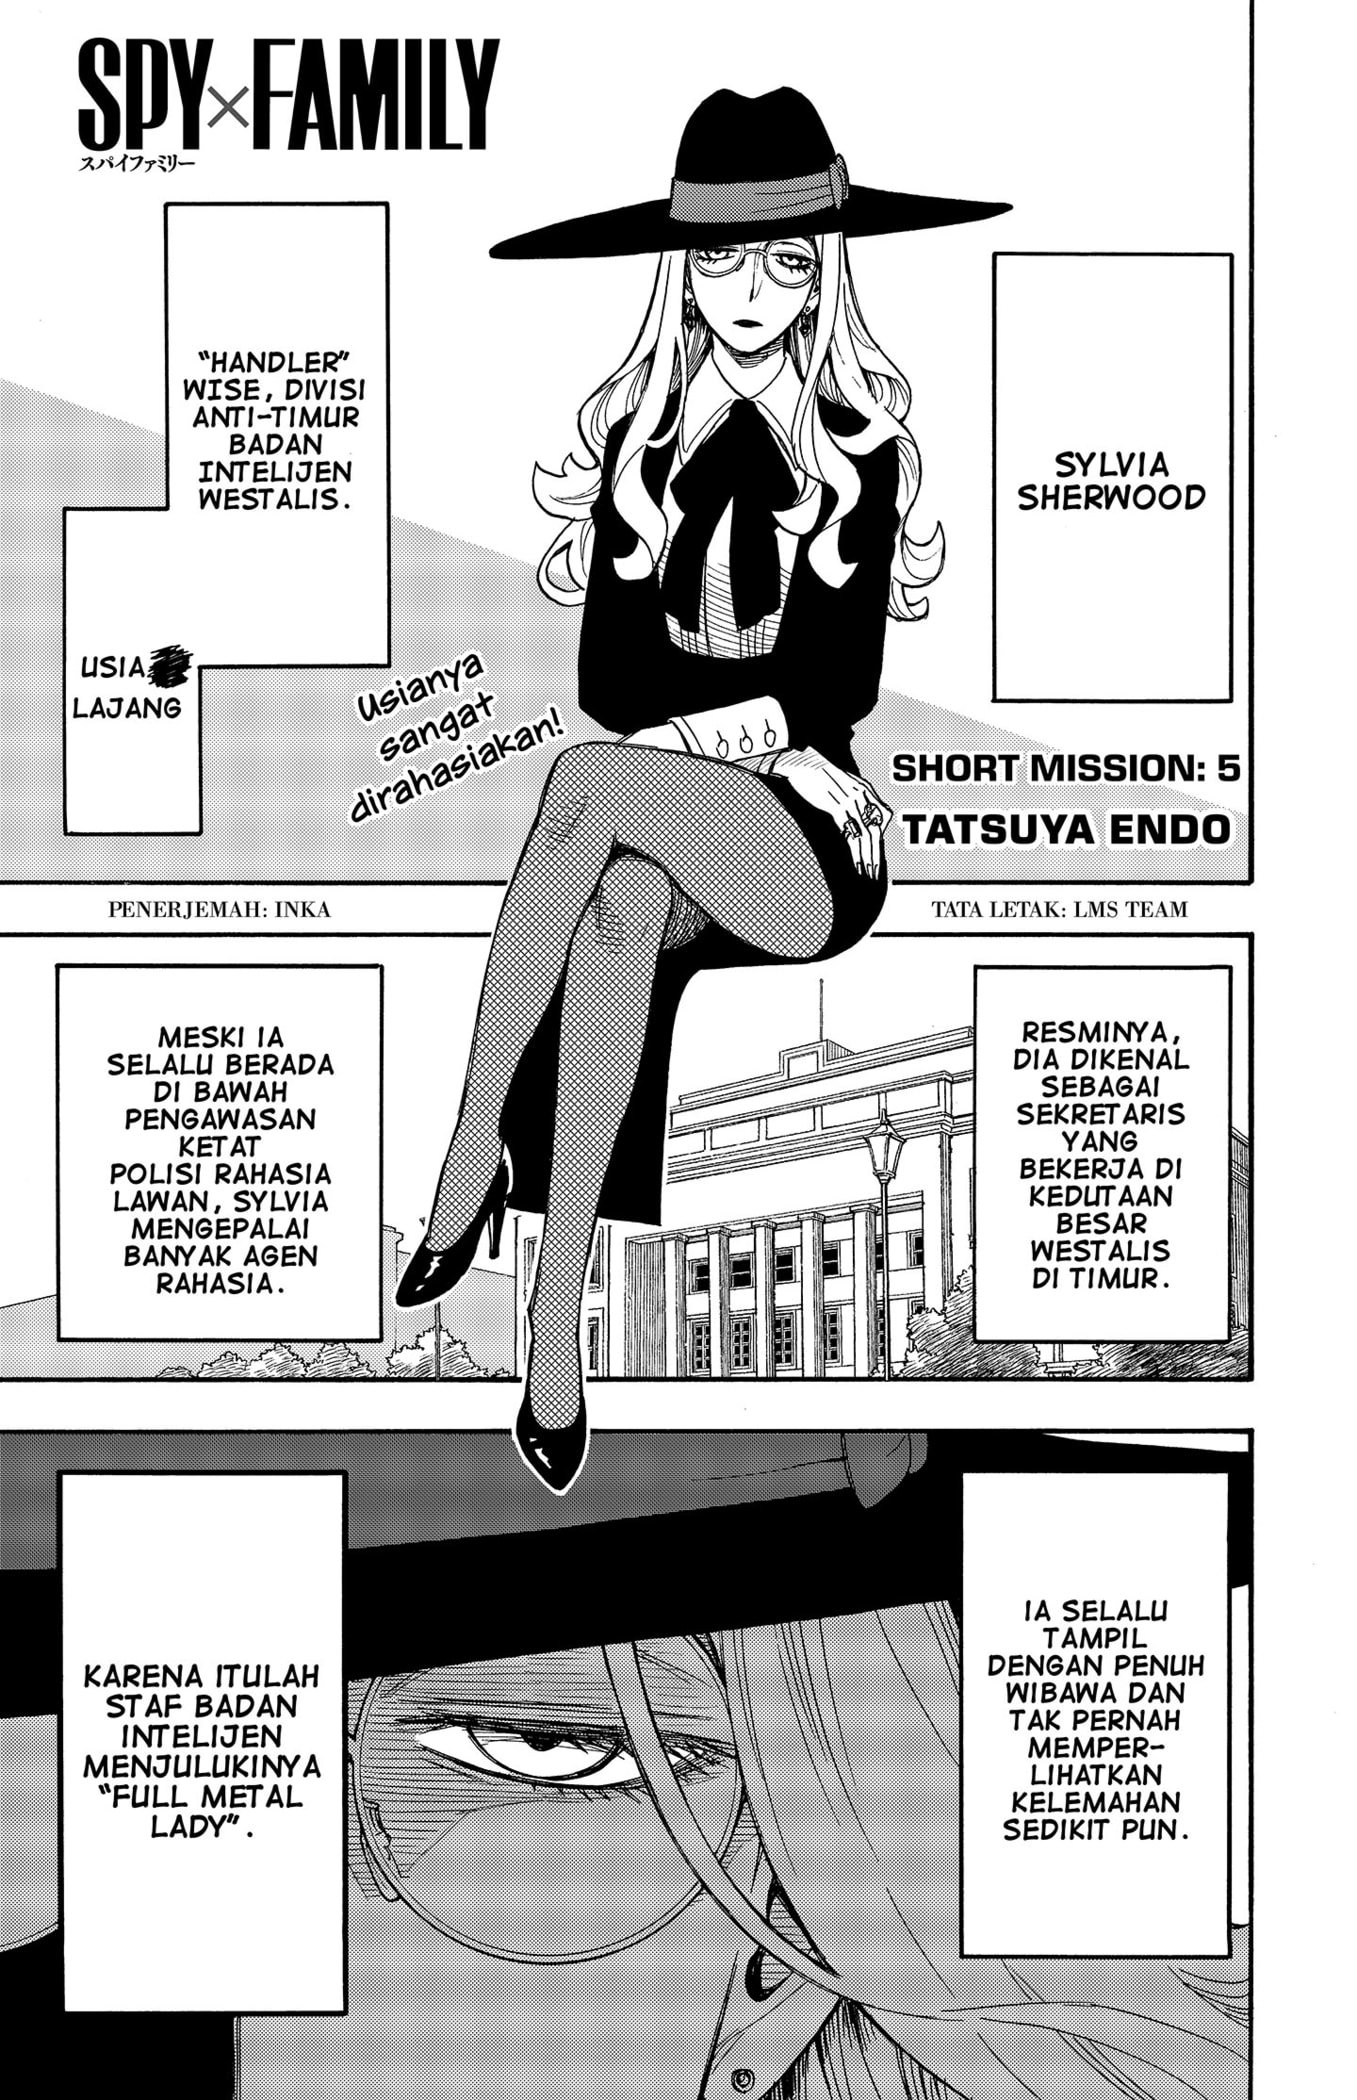 SPY×FAMILY
スパイファミリー
SYLVIA
SHERWOOD
"HANDLER"
WISE, DIVISI
ANTI-TIMUR
BADAN
INTELIJEN
WESTALIS.
USIA
LAJANG
Usianya
sangat
dirahasiakan!
SHORT MISSION: 5
TATSUYA ENDO
PENERJEMAH: INKA
TATA LETAK: LMS TEAM
RESMINYA,
DIA DIKENAL
SEBAGAI
SEKRETARIS
YANG
BEKERJA DI
KEDUTAAN
BESAR
WESTALIS
DI TIMUR.
MESKI IA
SELALU BERADA
DI BAWAH
PENGAWASAN
KETAT
POLISI RAHASIA
LAWAN, SYLVIA
MENGEPALAI
BANYAK AGEN
RAHASIA.
IA SELALU
TAMPIL
DENGAN PENUH
WIBAWA DAN
TAK PERNAH
MEMPER-
LIHATKAN
KELEMAHAN
SEDIKIT PUN.
KARENA ITULAH
STAF BADAN
INTELIJEN
MENJULUKINYA
"FULL METAL
LADY".